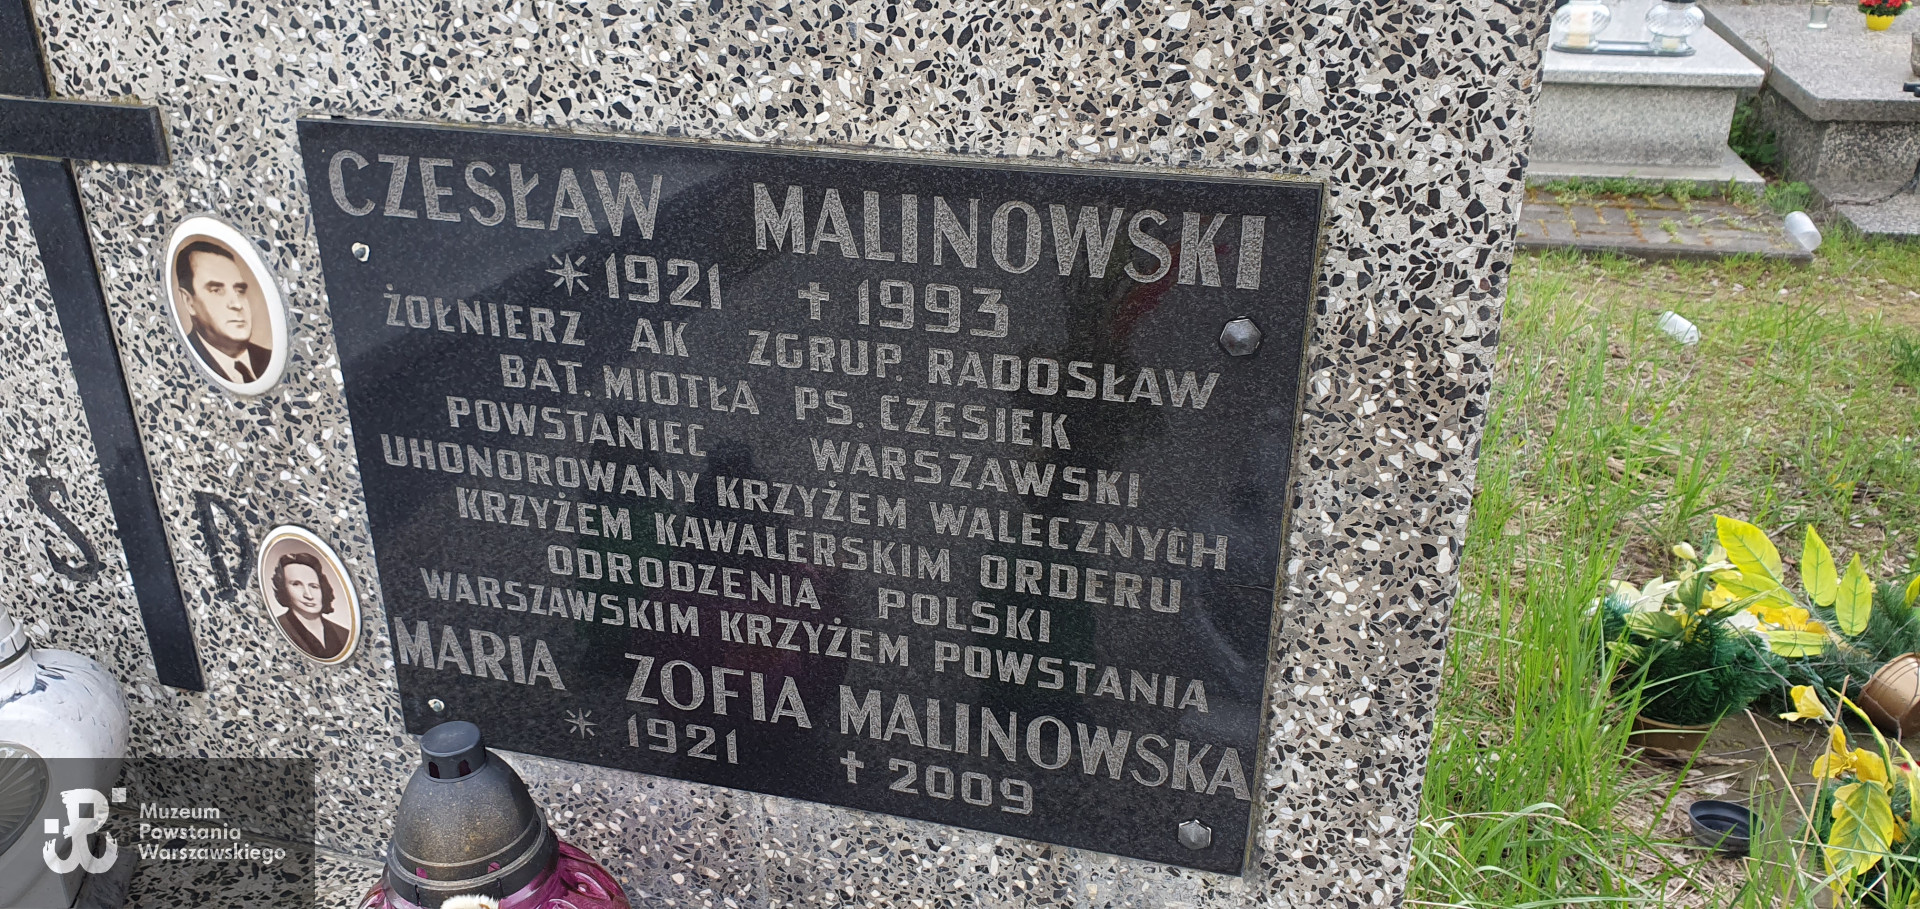 CZESŁAW MALINOWSKI
* 1921 † 1993
ŻOŁNIERZ AK ZGRUP. RADOSŁAW
BAT. MIOTŁA PS. CZESIEK
POWSTANIEC WARSZAWSKI
UHONOROWANY KRZYŻEM WALECZNYCH
KRZYŻEM KAWALERSKIM ORDERU
ODRODZENIA POLSKI
WARSZAWSKIM KRZYŻEM POWSTANIA
MARIA ZOFIA MALINOWSKA
* 1921 † 2009
Ś P
Muzeum
Powstania
Warszawskiego